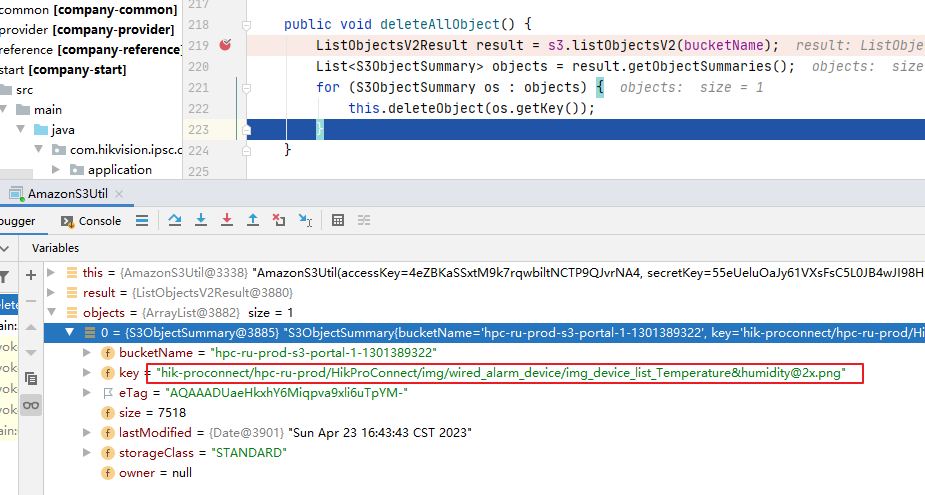 common [company-common]
provider [company-provider]
reference [company-reference]
start [company-start]
src
main
java
com.hikvision.ipsc.c
application
217
218 public void deleteAllObject() {
219 ListObjectsV2Result result = s3.listObjectsV2(bucketName); result: ListObje
220 List<S3ObjectSummary> objects = result.getObjectSummaries(); objects: size
221 for (S3ObjectSummary os : objects) { objects: size = 1
222 this.deleteObject(os.getKey());
223 }
224 }
225
AmazonS3Util
bugger Console
Variables
this = {AmazonS3Util@3338} "AmazonS3Util(accessKey=4eZBKaSSxtM9k7rqwbiltNCTP9QJvrNA4, secretKey=55eUeluOaJy61VXsFsC5L0JB4wJI98H
result = {ListObjectsV2Result@3880}
objects = {ArrayList@3882} size = 1
0 = {S3ObjectSummary@3885} "S3ObjectSummary{bucketName='hpc-ru-prod-s3-portal-1-1301389322', key='hik-proconnect/hpc-ru-prod/Hi
bucketName = "hpc-ru-prod-s3-portal-1-1301389322"
key = "hik-proconnect/hpc-ru-prod/HikProConnect/img/wired_alarm_device/img_device_list_Temperature&humidity@2x.png"
eTag = "AQAAADUaeHkxhY6Miqpva9xli6uTpYM-"
size = 7518
lastModified = {Date@3901} "Sun Apr 23 16:43:43 CST 2023"
storageClass = "STANDARD"
owner = null